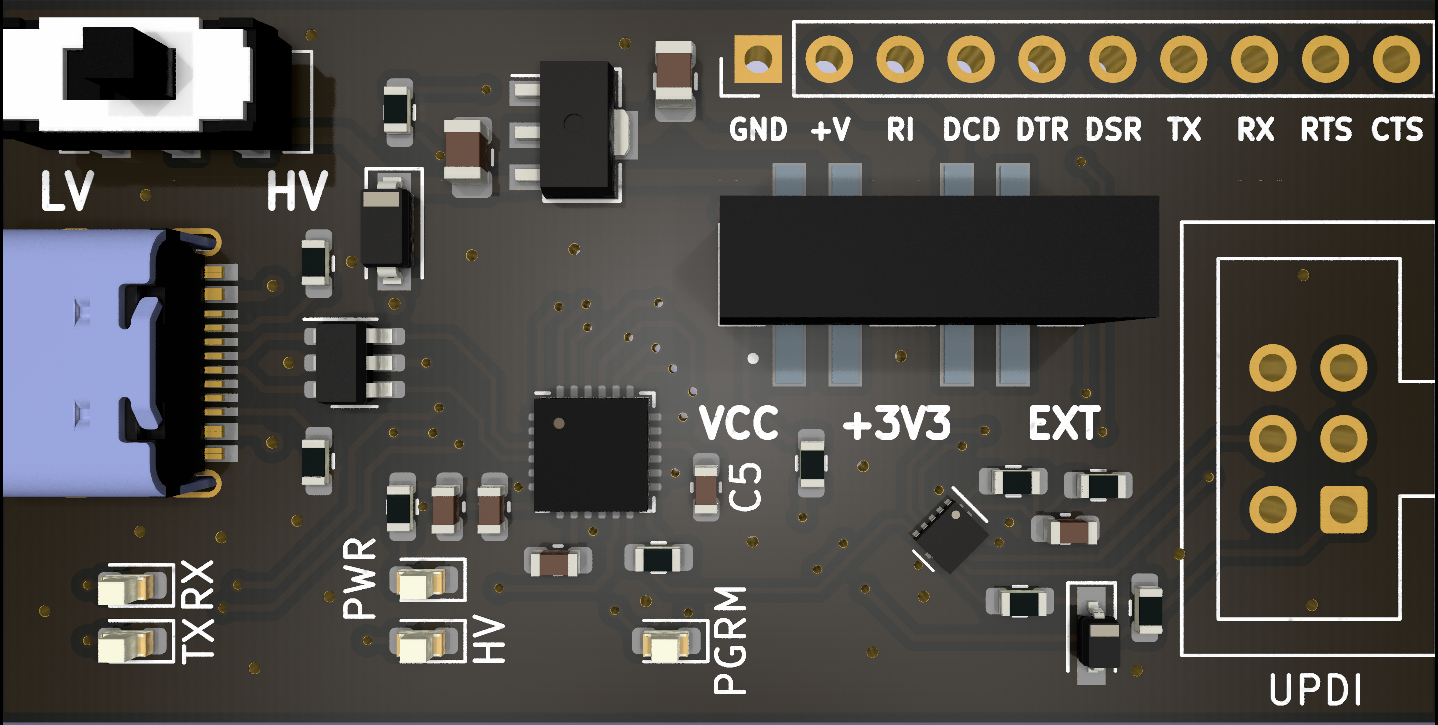 GND +V RI DCD DTR DSR TX RX RTS CTS
LV HV
VCC +3V3 EXT
C5
PWR
RX
TX
HV
PGRM
UPDI